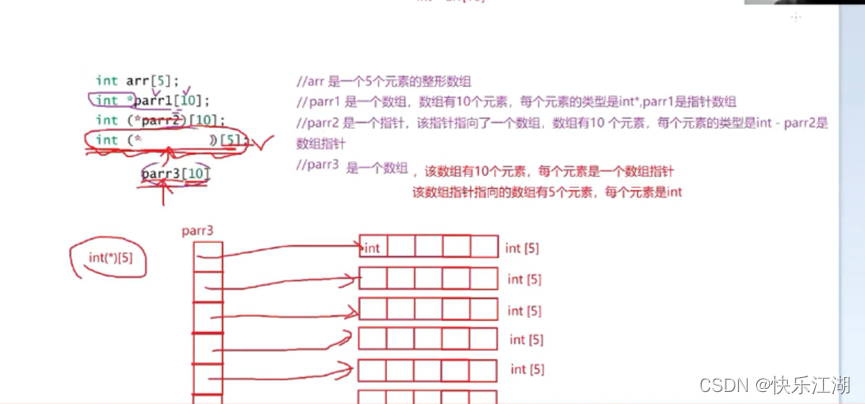 int arr[5];
//arr 是一个5个元素的整形数组
int *parr1[10];
//parr1 是一个数组，数组有10个元素，每个元素的类型是int*,parr1是指针数组
int (*parr2)[10];
//parr2 是一个指针，该指针指向了一个数组，数组有10 个元素，每个元素的类型是int - parr2是
数组指针
int (* )[5];
parr3[10]
//parr3 是一个数组 ，该数组有10个元素，每个元素是一个数组指针
该数组指针指向的数组有5个元素，每个元素是int
parr3
int(*)[5]
int
int [5]
int [5]
int [5]
int [5]
int [5]
CSDN @快乐江湖